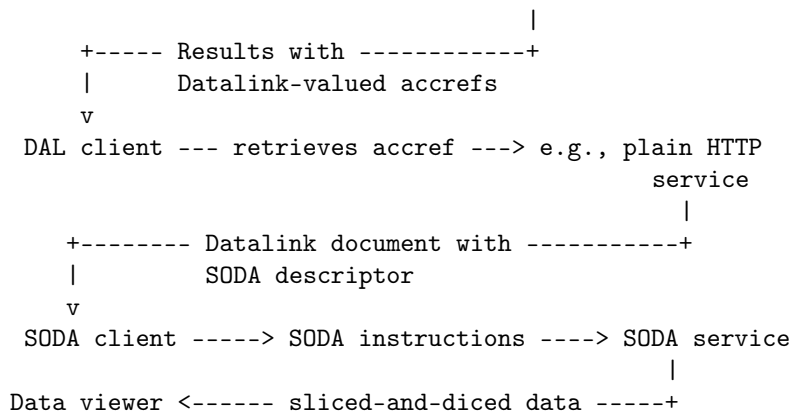 |
+----- Results with ------------+
| Datalink-valued accrefs
v
DAL client --- retrieves accref ---> e.g., plain HTTP
service
|
+-------- Datalink document with -----------+
| SODA descriptor
v
SODA client -----> SODA instructions ----> SODA service
|
Data viewer <------ sliced-and-diced data -----+